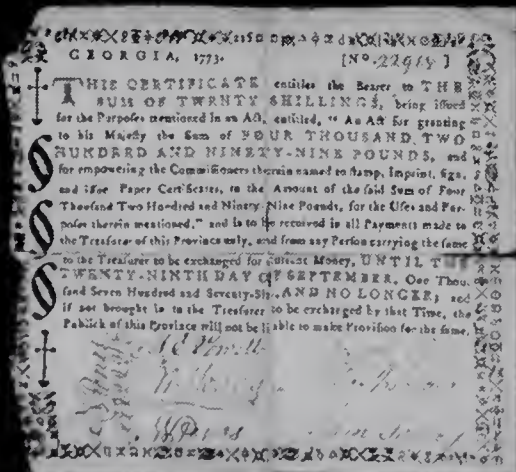 GEORGIA, 1773. [No. 22918]
THIS CERTIFICATE entitles the Bearer to THE
SUM OF TWENTY SHILLINGS, being issued
for the Purposes mentioned in an Act, entitled, “ An Act for granting
to his Majesty the Sum of FOUR THOUSAND TWO
HUNDRED AND NINETY-NINE POUNDS, and
for empowering the Commissioners therein named to stamp, Imprint, sign,
and issue Paper Certificates, to the Amount of the said Sum of Four
Thousand Two Hundred and Ninety-Nine Pounds, for the Uses and Pur-
poses therein mentioned,” and is to be received in all Payments made to
the Treasurer of this Province only, and from any Person carrying the same
to the Treasurer to be exchanged for current Money, UNTIL THE
TWENTY-NINTH DAY OF SEPTEMBER, One Thou-
sand Seven Hundred and Seventy-Six, AND NO LONGER; and
if not brought in to the Treasurer to be exchanged by that Time, the
Publick of this Province will not be liable to make Provision for the same.
Powell